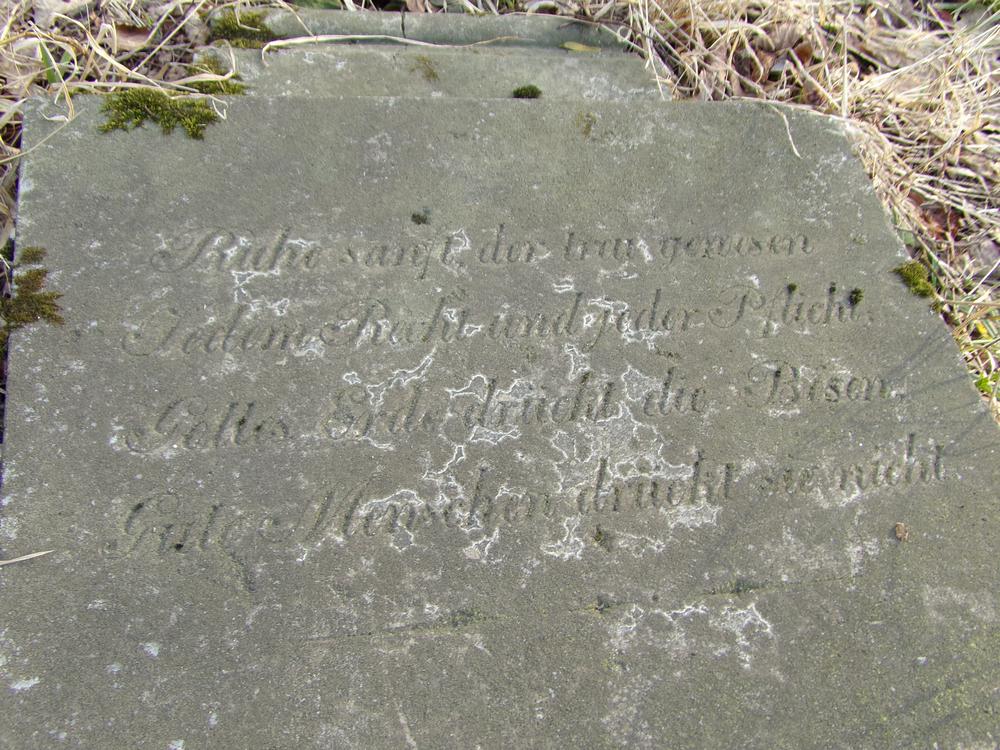 Ruhe sanft, der trau gewesen
Jedem Recht und jeder Pflicht.
Gottes Erde drückt die Bösen,
Gute Menschen drückt sie nicht.